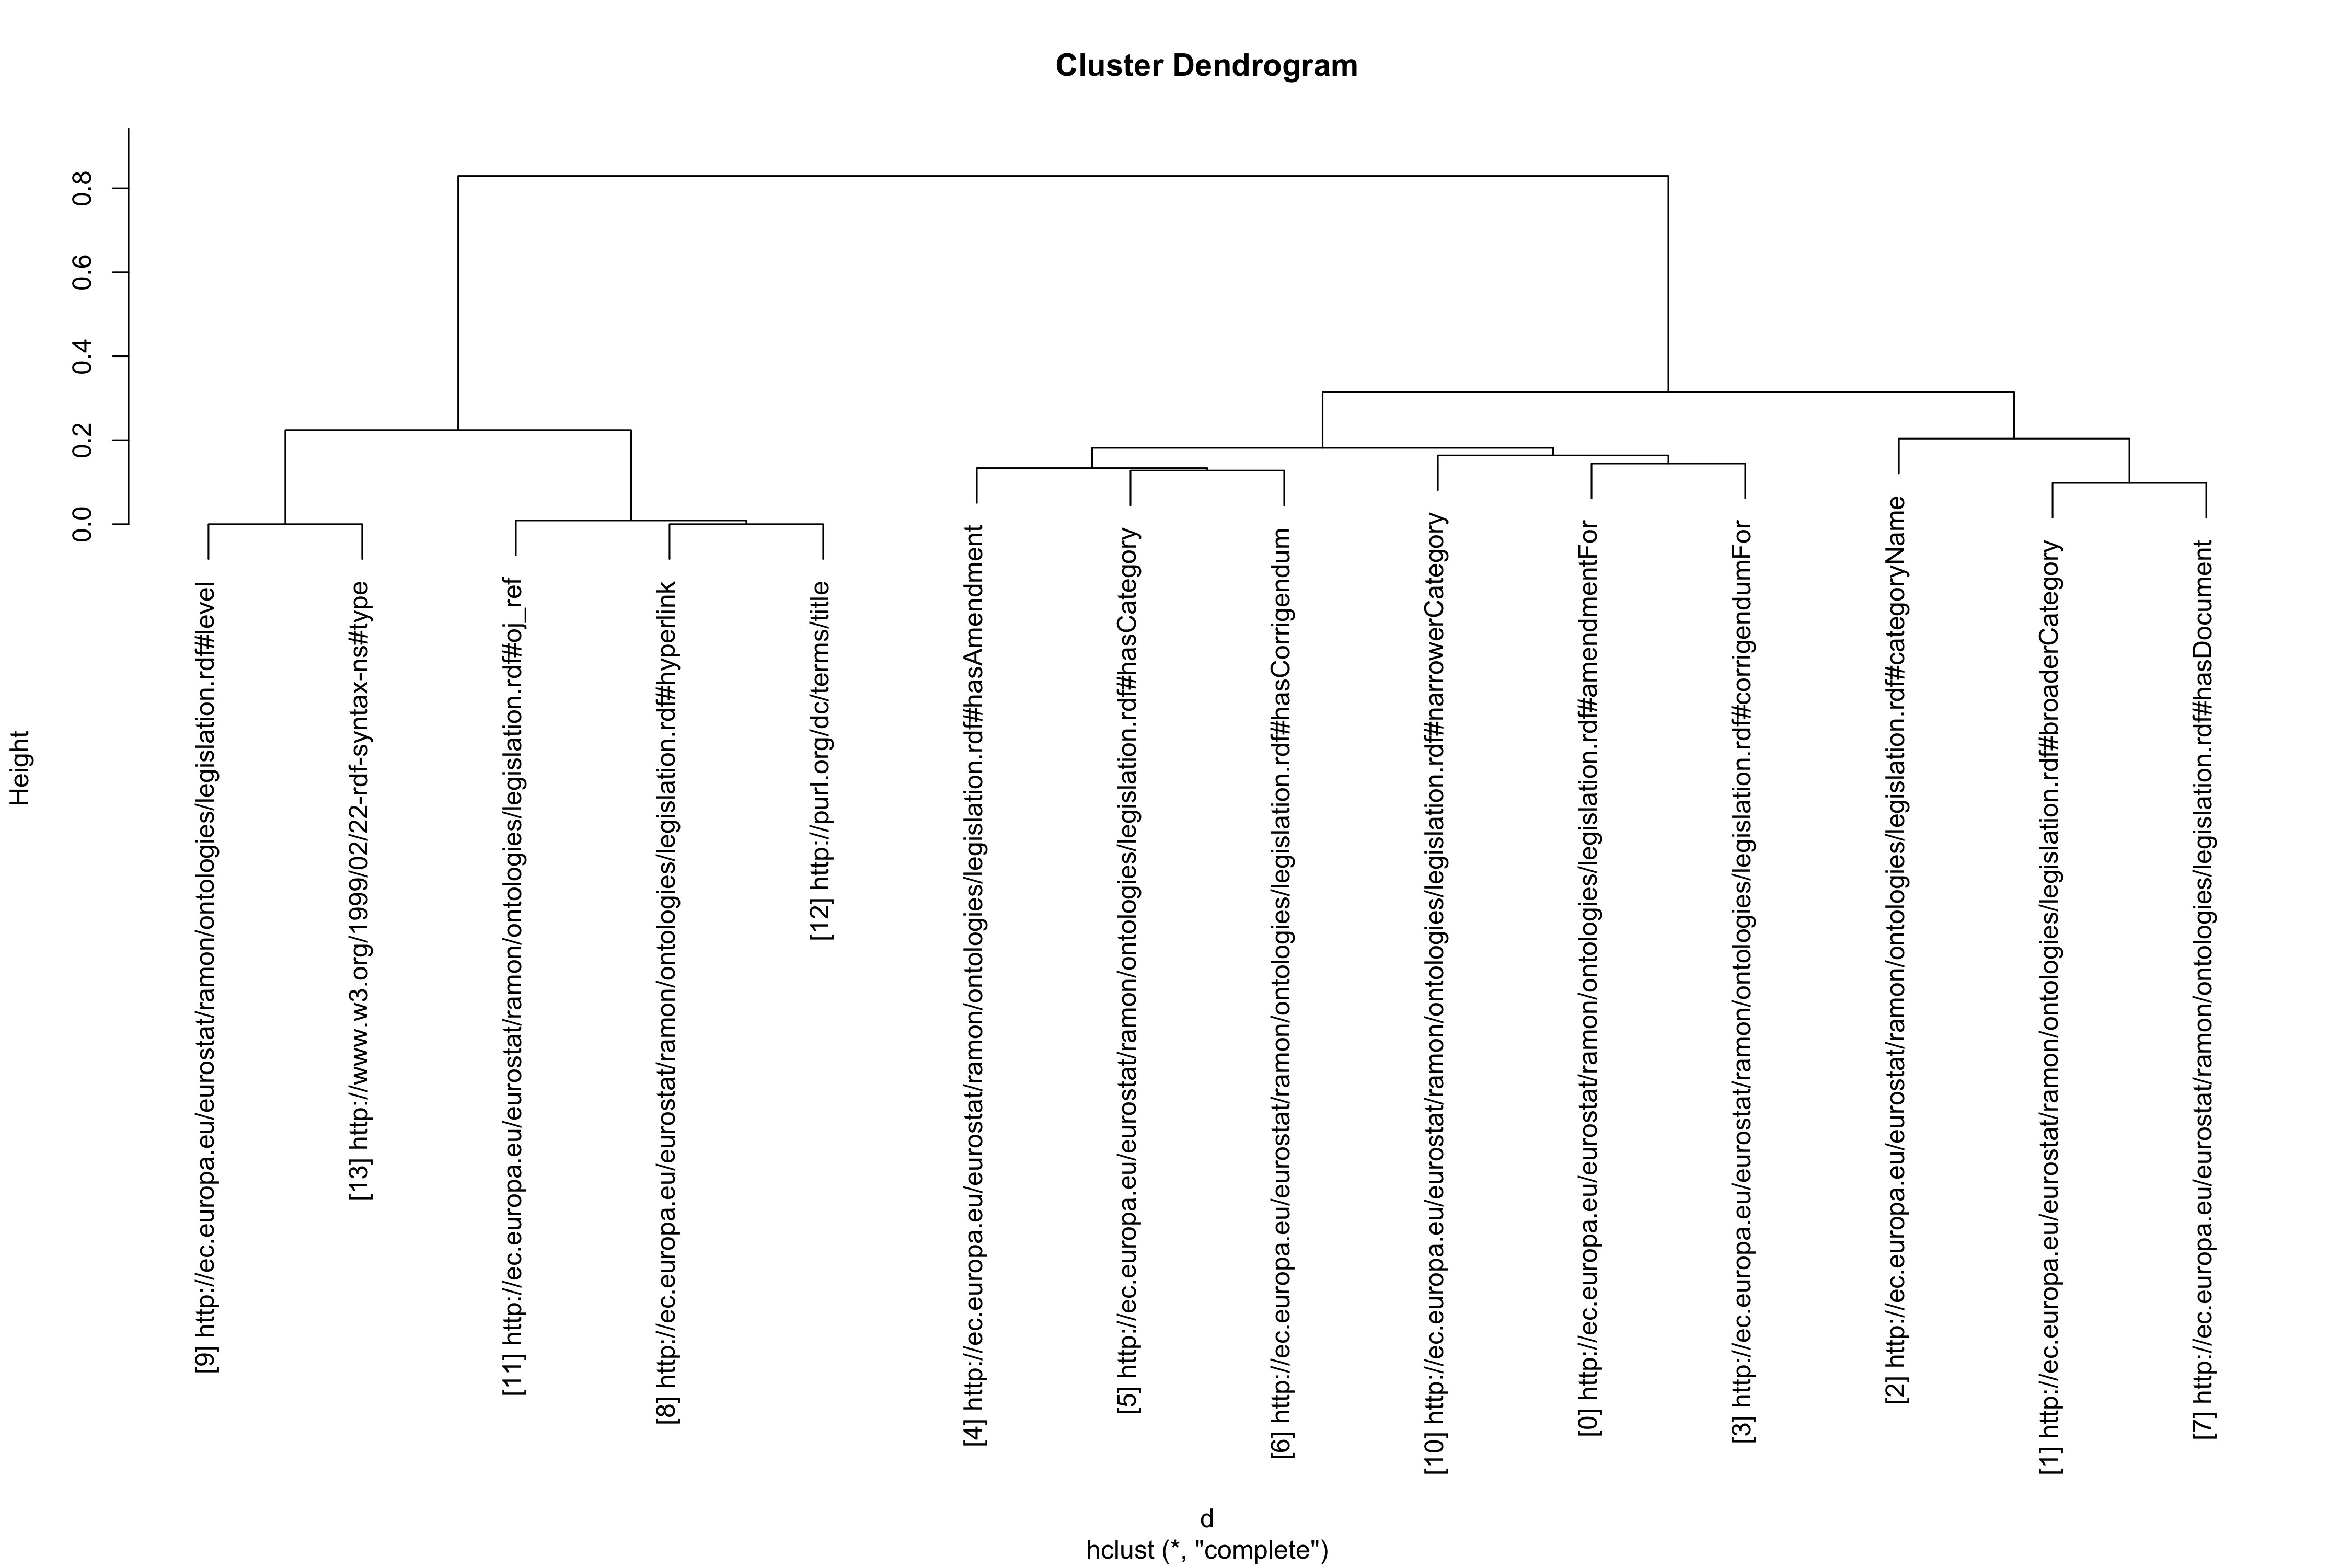 Cluster Dendrogram
Height
0.0
0.2
0.4
0.6
0.8
[9] http://ec.europa.eu/eurostat/ramon/ontologies/legislation.rdf#level
[13] http://www.w3.org/1999/02/22-rdf-syntax-ns#type
[11] http://ec.europa.eu/eurostat/ramon/ontologies/legislation.rdf#oj_ref
[8] http://ec.europa.eu/eurostat/ramon/ontologies/legislation.rdf#hyperlink
[12] http://purl.org/dc/terms/title
[4] http://ec.europa.eu/eurostat/ramon/ontologies/legislation.rdf#hasAmendment
[5] http://ec.europa.eu/eurostat/ramon/ontologies/legislation.rdf#hasCategory
[6] http://ec.europa.eu/eurostat/ramon/ontologies/legislation.rdf#hasCorrigendum
[10] http://ec.europa.eu/eurostat/ramon/ontologies/legislation.rdf#narrowerCategory
[0] http://ec.europa.eu/eurostat/ramon/ontologies/legislation.rdf#amendmentFor
[3] http://ec.europa.eu/eurostat/ramon/ontologies/legislation.rdf#corrigendumFor
[2] http://ec.europa.eu/eurostat/ramon/ontologies/legislation.rdf#categoryName
[1] http://ec.europa.eu/eurostat/ramon/ontologies/legislation.rdf#broaderCategory
[7] http://ec.europa.eu/eurostat/ramon/ontologies/legislation.rdf#hasDocument
d
hclust (*, "complete")